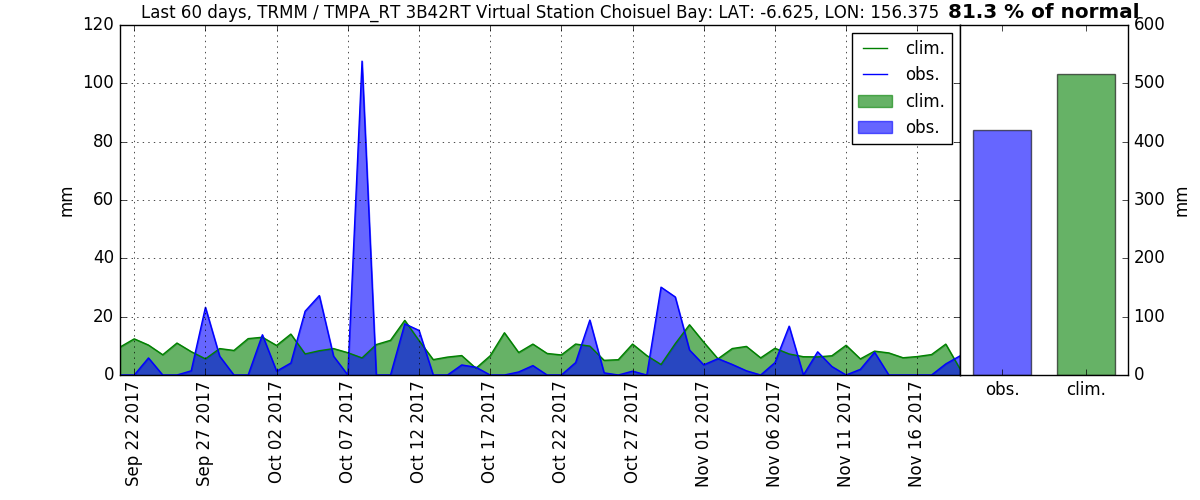 Last 60 days, TRMM / TMPA_RT 3B42RT Virtual Station Choisuel Bay: LAT: -6.625, LON: 156.375 81.3 % of normal
120
100
80
60
40
20
0
mm
clim.
obs.
clim.
obs.
600
500
400
300
200
100
0
mm
obs.
clim.
Sep 22 2017
Sep 27 2017
Oct 02 2017
Oct 07 2017
Oct 12 2017
Oct 17 2017
Oct 22 2017
Oct 27 2017
Nov 01 2017
Nov 06 2017
Nov 11 2017
Nov 16 2017